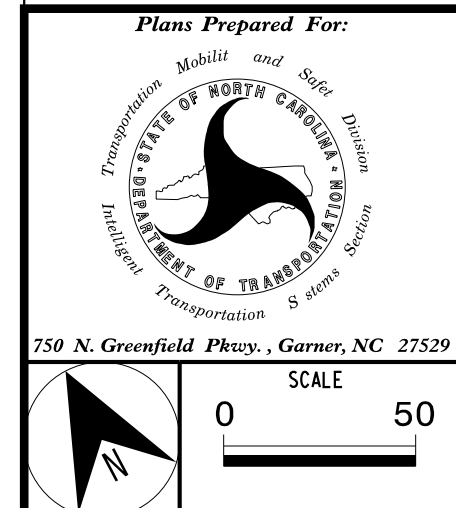 Plans Prepared For:
Transportation Mobilit and Safet Division
STATE OF NORTH CAROLINA
DEPARTMENT OF TRANSPORTATION
Intelligent Transportation S stems Section
750 N. Greenfield Pkwy. , Garner, NC 27529
N
SCALE
0 50